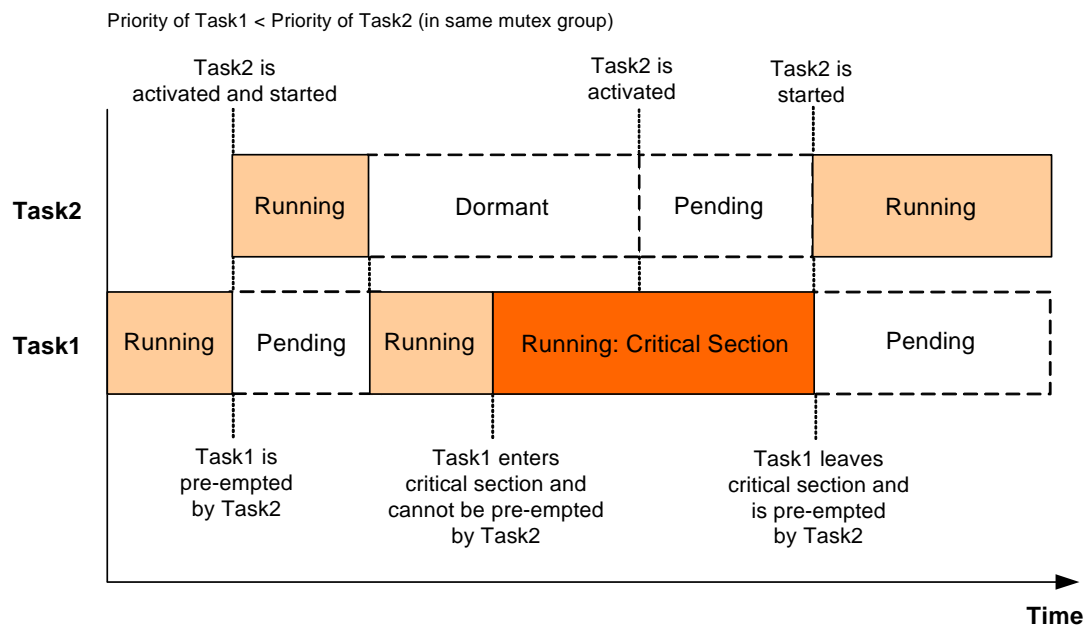 Priority of Task1 < Priority of Task2 (in same mutex group)
Task2 is
activated and started
Task2 is
activated
Task2 is
started
Task2
Running
Dormant
Pending
Running
Task1
Running
Pending
Running
Running: Critical Section
Pending
Task1 is
pre-empted
by Task2
Task1 enters
critical section and
cannot be pre-empted
by Task2
Task1 leaves
critical section and
is pre-empted
by Task2
Time